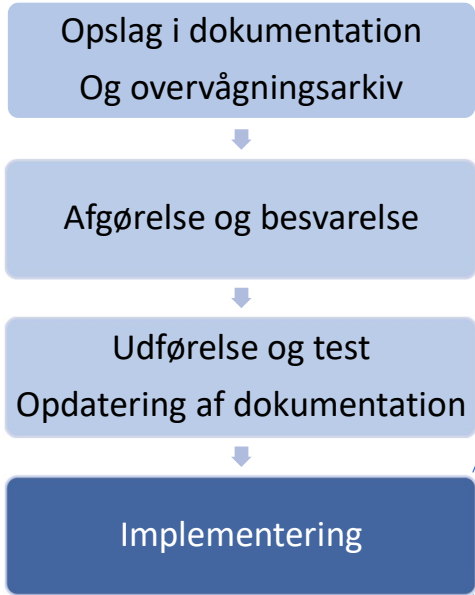 Opslag i dokumentation
Og overvågningsarkiv
Afgørelse og besvarelse
Udførelse og test
Opdatering af dokumentation
Implementering